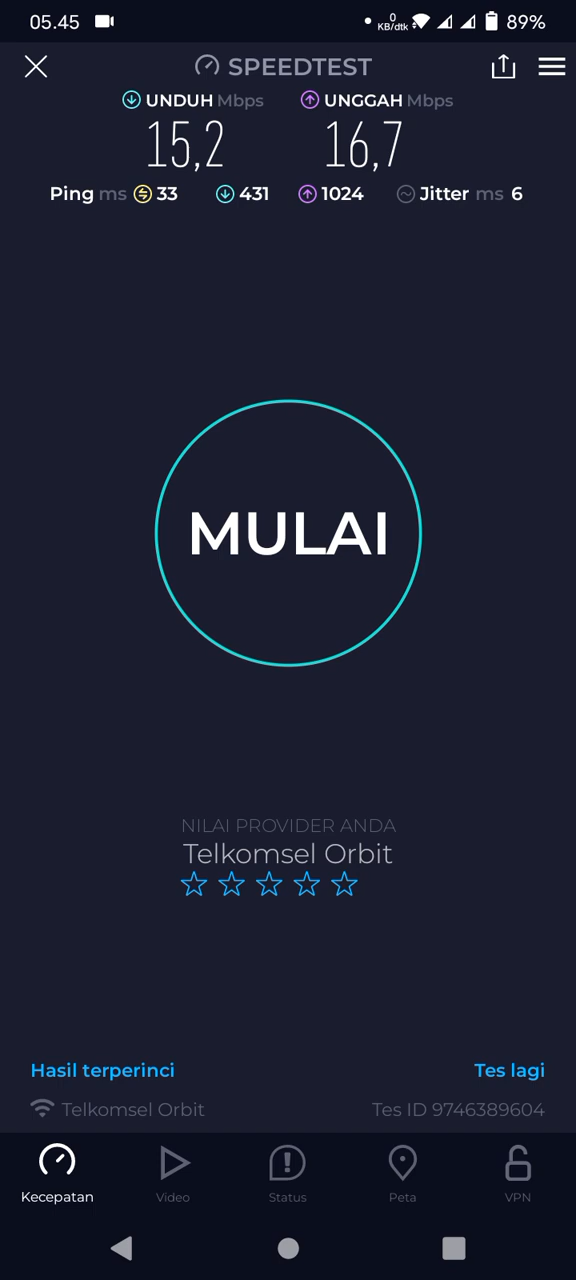 05.45 0 KB/dtk 89%
SPEEDTEST
UNDUH Mbps UNGGAH Mbps
15,2 16,7
Ping ms 33 431 1024 Jitter ms 6
MULAI
NILAI PROVIDER ANDA
Telkomsel Orbit
Hasil terperinci Tes lagi
Telkomsel Orbit Tes ID 9746389604
Kecepatan Video Status Peta VPN